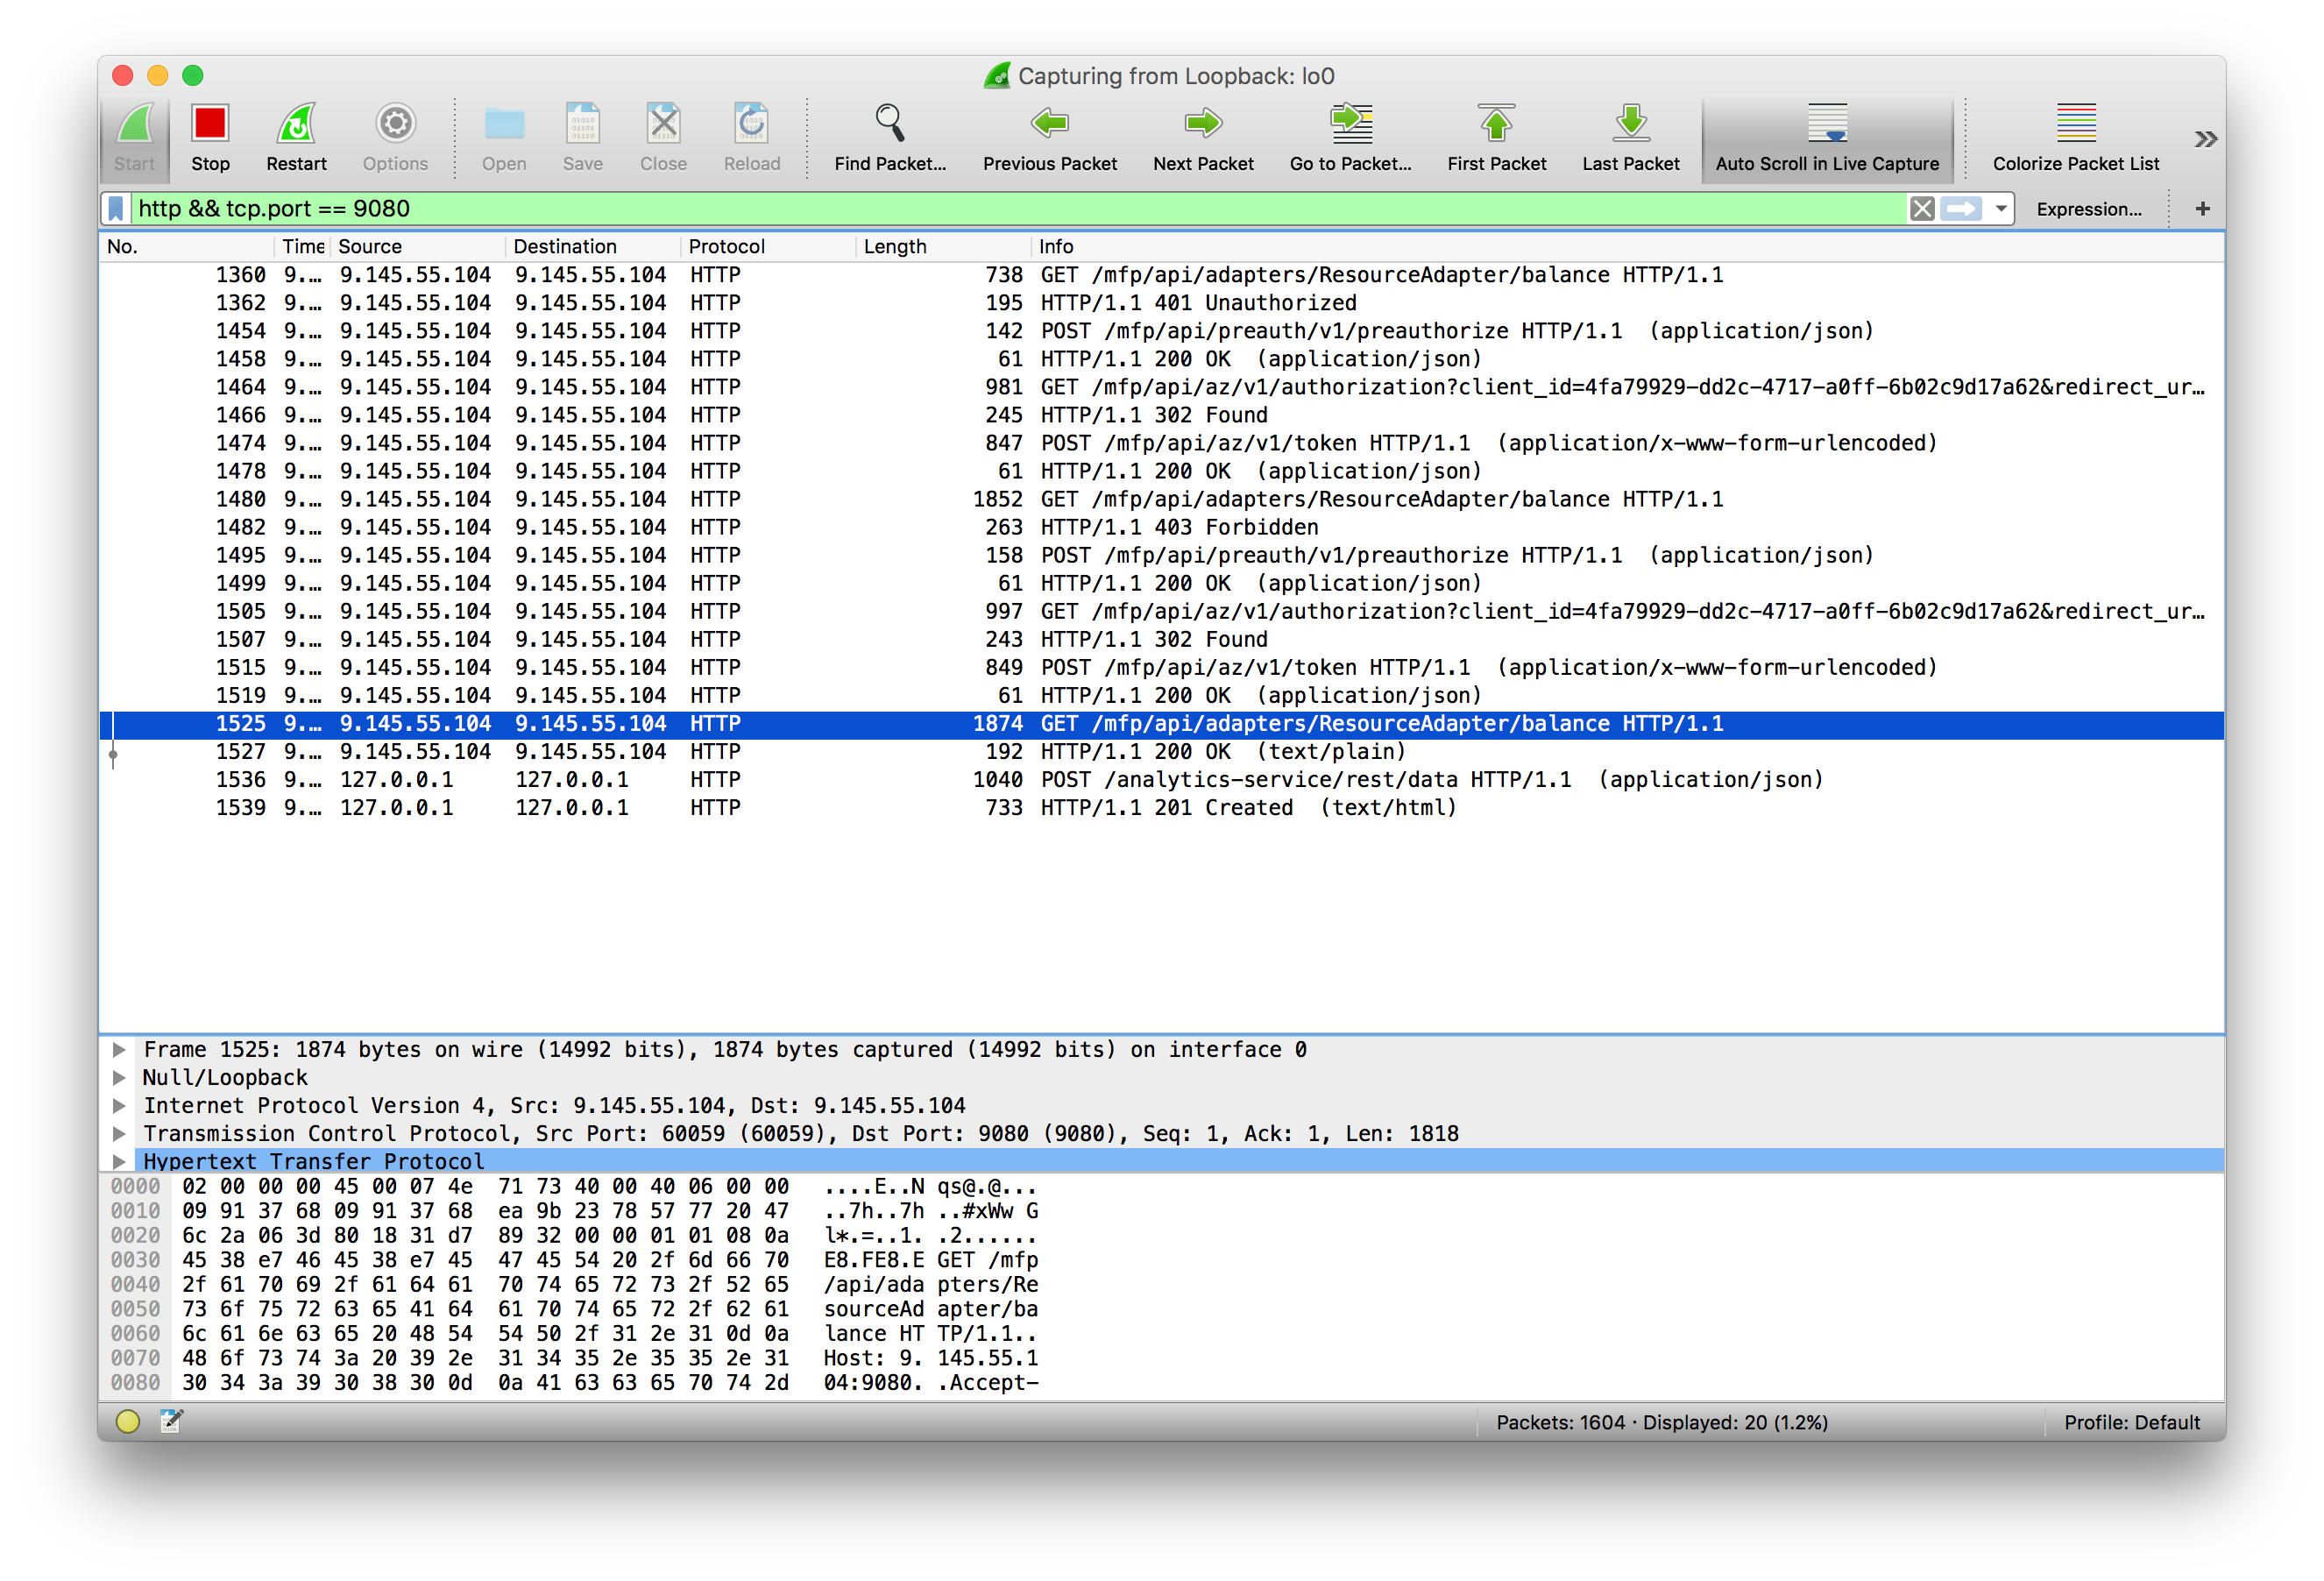 Capturing from Loopback: lo0
Start Stop Restart Options Open Save Close Reload Find Packet... Previous Packet Next Packet Go to Packet... First Packet Last Packet Auto Scroll in Live Capture Colorize Packet List
http && tcp.port == 9080 Expression... +
No. Time Source Destination Protocol Length Info
1360 9.… 9.145.55.104 9.145.55.104 HTTP 738 GET /mfp/api/adapters/ResourceAdapter/balance HTTP/1.1
1362 9.… 9.145.55.104 9.145.55.104 HTTP 195 HTTP/1.1 401 Unauthorized
1454 9.… 9.145.55.104 9.145.55.104 HTTP 142 POST /mfp/api/preauth/v1/preauthorize HTTP/1.1 (application/json)
1458 9.… 9.145.55.104 9.145.55.104 HTTP 61 HTTP/1.1 200 OK (application/json)
1464 9.… 9.145.55.104 9.145.55.104 HTTP 981 GET /mfp/api/az/v1/authorization?client_id=4fa79929-dd2c-4717-a0ff-6b02c9d17a62&redirect_ur…
1466 9.… 9.145.55.104 9.145.55.104 HTTP 245 HTTP/1.1 302 Found
1474 9.… 9.145.55.104 9.145.55.104 HTTP 847 POST /mfp/api/az/v1/token HTTP/1.1 (application/x-www-form-urlencoded)
1478 9.… 9.145.55.104 9.145.55.104 HTTP 61 HTTP/1.1 200 OK (application/json)
1480 9.… 9.145.55.104 9.145.55.104 HTTP 1852 GET /mfp/api/adapters/ResourceAdapter/balance HTTP/1.1
1482 9.… 9.145.55.104 9.145.55.104 HTTP 263 HTTP/1.1 403 Forbidden
1495 9.… 9.145.55.104 9.145.55.104 HTTP 158 POST /mfp/api/preauth/v1/preauthorize HTTP/1.1 (application/json)
1499 9.… 9.145.55.104 9.145.55.104 HTTP 61 HTTP/1.1 200 OK (application/json)
1505 9.… 9.145.55.104 9.145.55.104 HTTP 997 GET /mfp/api/az/v1/authorization?client_id=4fa79929-dd2c-4717-a0ff-6b02c9d17a62&redirect_ur…
1507 9.… 9.145.55.104 9.145.55.104 HTTP 243 HTTP/1.1 302 Found
1515 9.… 9.145.55.104 9.145.55.104 HTTP 849 POST /mfp/api/az/v1/token HTTP/1.1 (application/x-www-form-urlencoded)
1519 9.… 9.145.55.104 9.145.55.104 HTTP 61 HTTP/1.1 200 OK (application/json)
1525 9.… 9.145.55.104 9.145.55.104 HTTP 1874 GET /mfp/api/adapters/ResourceAdapter/balance HTTP/1.1
1527 9.… 9.145.55.104 9.145.55.104 HTTP 192 HTTP/1.1 200 OK (text/plain)
1536 9.… 127.0.0.1 127.0.0.1 HTTP 1040 POST /analytics-service/rest/data HTTP/1.1 (application/json)
1539 9.… 127.0.0.1 127.0.0.1 HTTP 733 HTTP/1.1 201 Created (text/html)
Frame 1525: 1874 bytes on wire (14992 bits), 1874 bytes captured (14992 bits) on interface 0
Null/Loopback
Internet Protocol Version 4, Src: 9.145.55.104, Dst: 9.145.55.104
Transmission Control Protocol, Src Port: 60059 (60059), Dst Port: 9080 (9080), Seq: 1, Ack: 1, Len: 1818
Hypertext Transfer Protocol
0000 02 00 00 00 45 00 07 4e 71 73 40 00 40 06 00 00 ....E..N qs@.@...
0010 09 91 37 68 09 91 37 68 ea 9b 23 78 57 77 20 47 ..7h..7h ..#xWw G
0020 6c 2a 06 3d 80 18 31 d7 89 32 00 00 01 01 08 0a l*.=..1. .2......
0030 45 38 e7 46 45 38 e7 45 47 45 54 20 2f 6d 66 70 E8.FE8.E GET /mfp
0040 2f 61 70 69 2f 61 64 61 70 74 65 72 73 2f 52 65 /api/ada pters/Re
0050 73 6f 75 72 63 65 41 64 61 70 74 65 72 2f 62 61 sourceAd apter/ba
0060 6c 61 6e 63 65 20 48 54 54 50 2f 31 2e 31 0d 0a lance HT TP/1.1..
0070 48 6f 73 74 3a 20 39 2e 31 34 35 2e 35 35 2e 31 Host: 9. 145.55.1
0080 30 34 3a 39 30 38 30 0d 0a 41 63 63 65 70 74 2d 04:9080. .Accept-
Packets: 1604 · Displayed: 20 (1.2%) Profile: Default